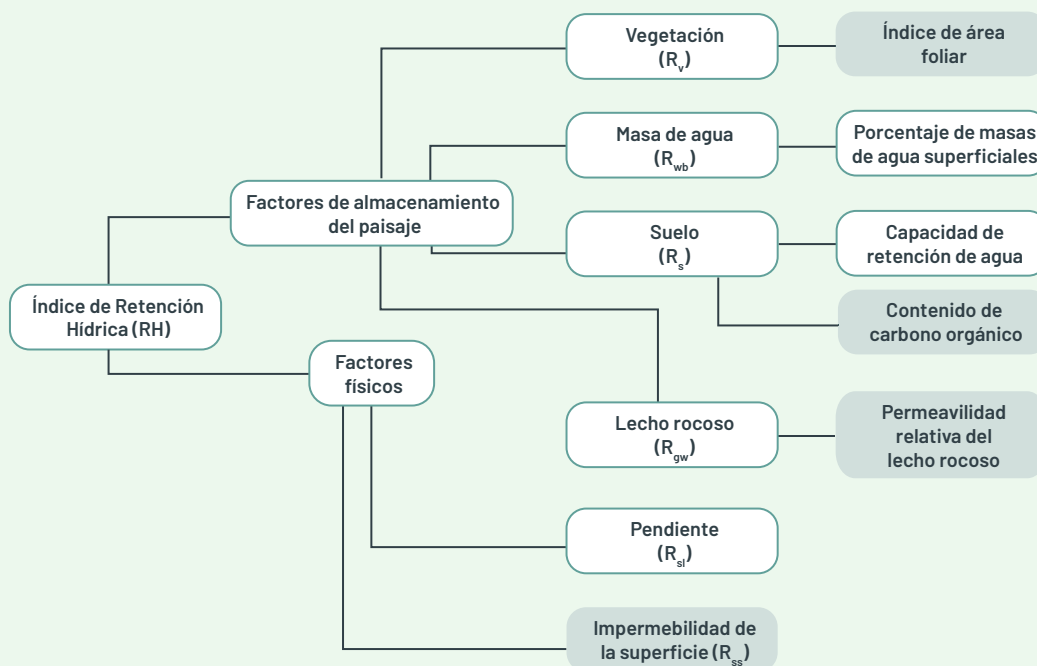 Vegetación
(Rv)
Índice de área
foliar
Masa de agua
(Rwb)
Porcentaje de masas
de agua superficiales
Factores de almacenamiento
del paisaje
Suelo
(Rs)
Capacidad de
retención de agua
Índice de Retención
Hídrica (RH)
Contenido de
carbono orgánico
Factores
físicos
Lecho rocoso
(Rgw)
Permeavilidad
relativa del
lecho rocoso
Pendiente
(Rsl)
Impermebilidad de
la superficie (Rss)